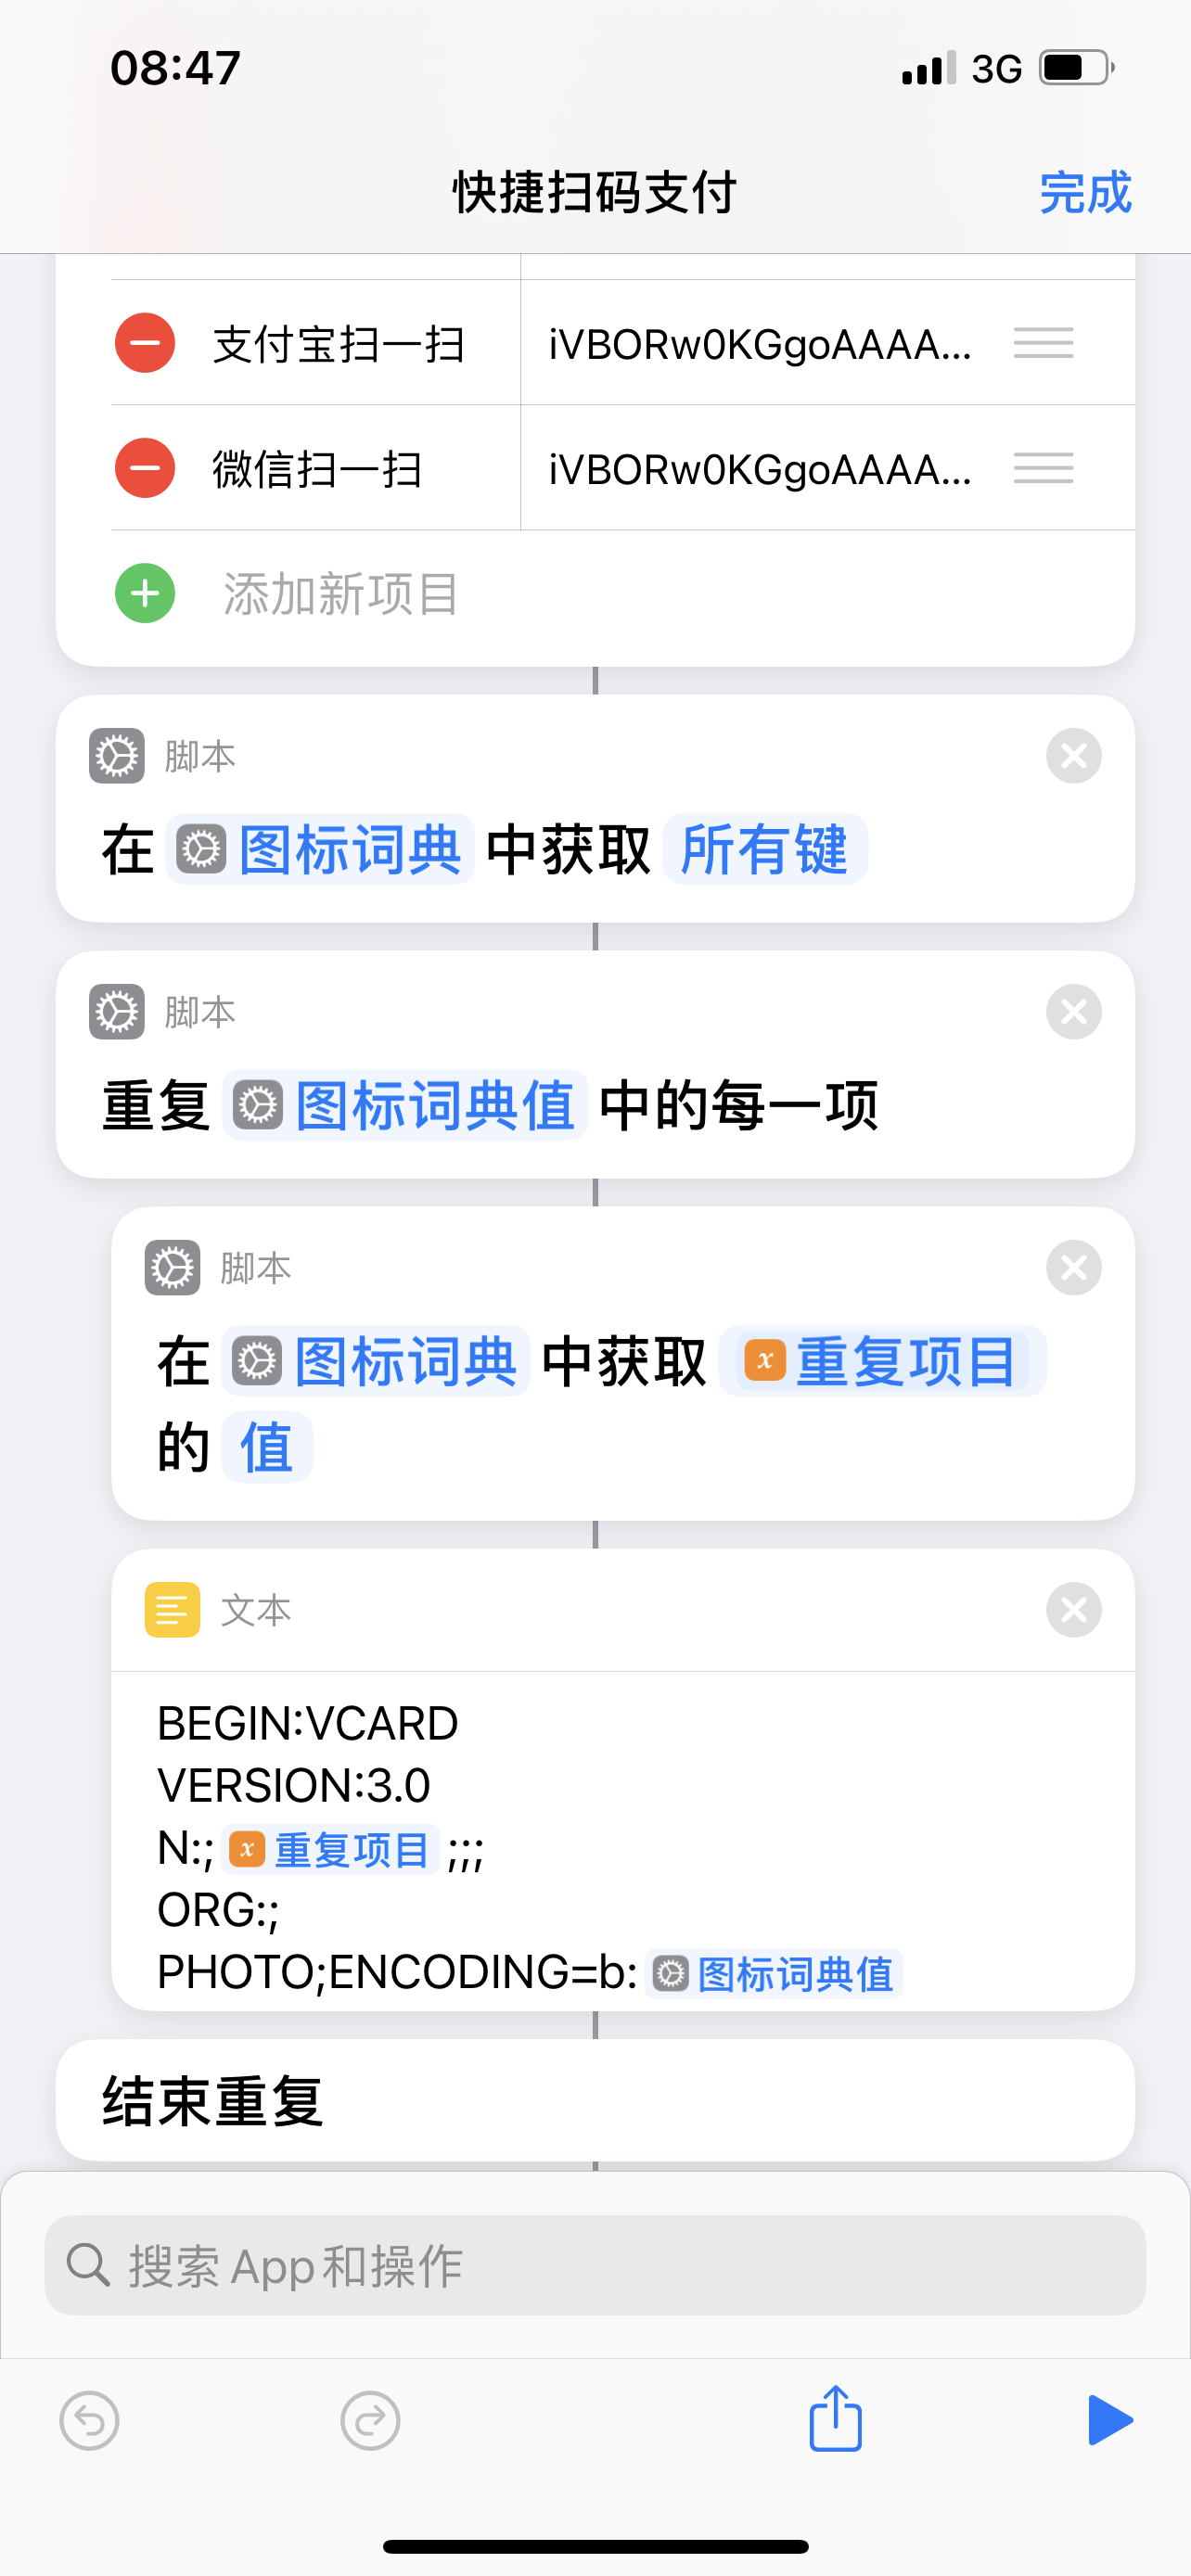 08:47
3G
快捷扫码支付
完成
支付宝扫一扫
iVBORw0KGgoAAAA...
微信扫一扫
iVBORw0KGgoAAAA...
添加新项目
脚本
在 图标词典 中获取 所有键
脚本
重复 图标词典值 中的每一项
脚本
在 图标词典 中获取 x 重复项目
的 值
文本
BEGIN:VCARD
VERSION:3.0
N:; x 重复项目 ;;;
ORG:;
PHOTO;ENCODING=b: 图标词典值
结束重复
搜索 App 和操作